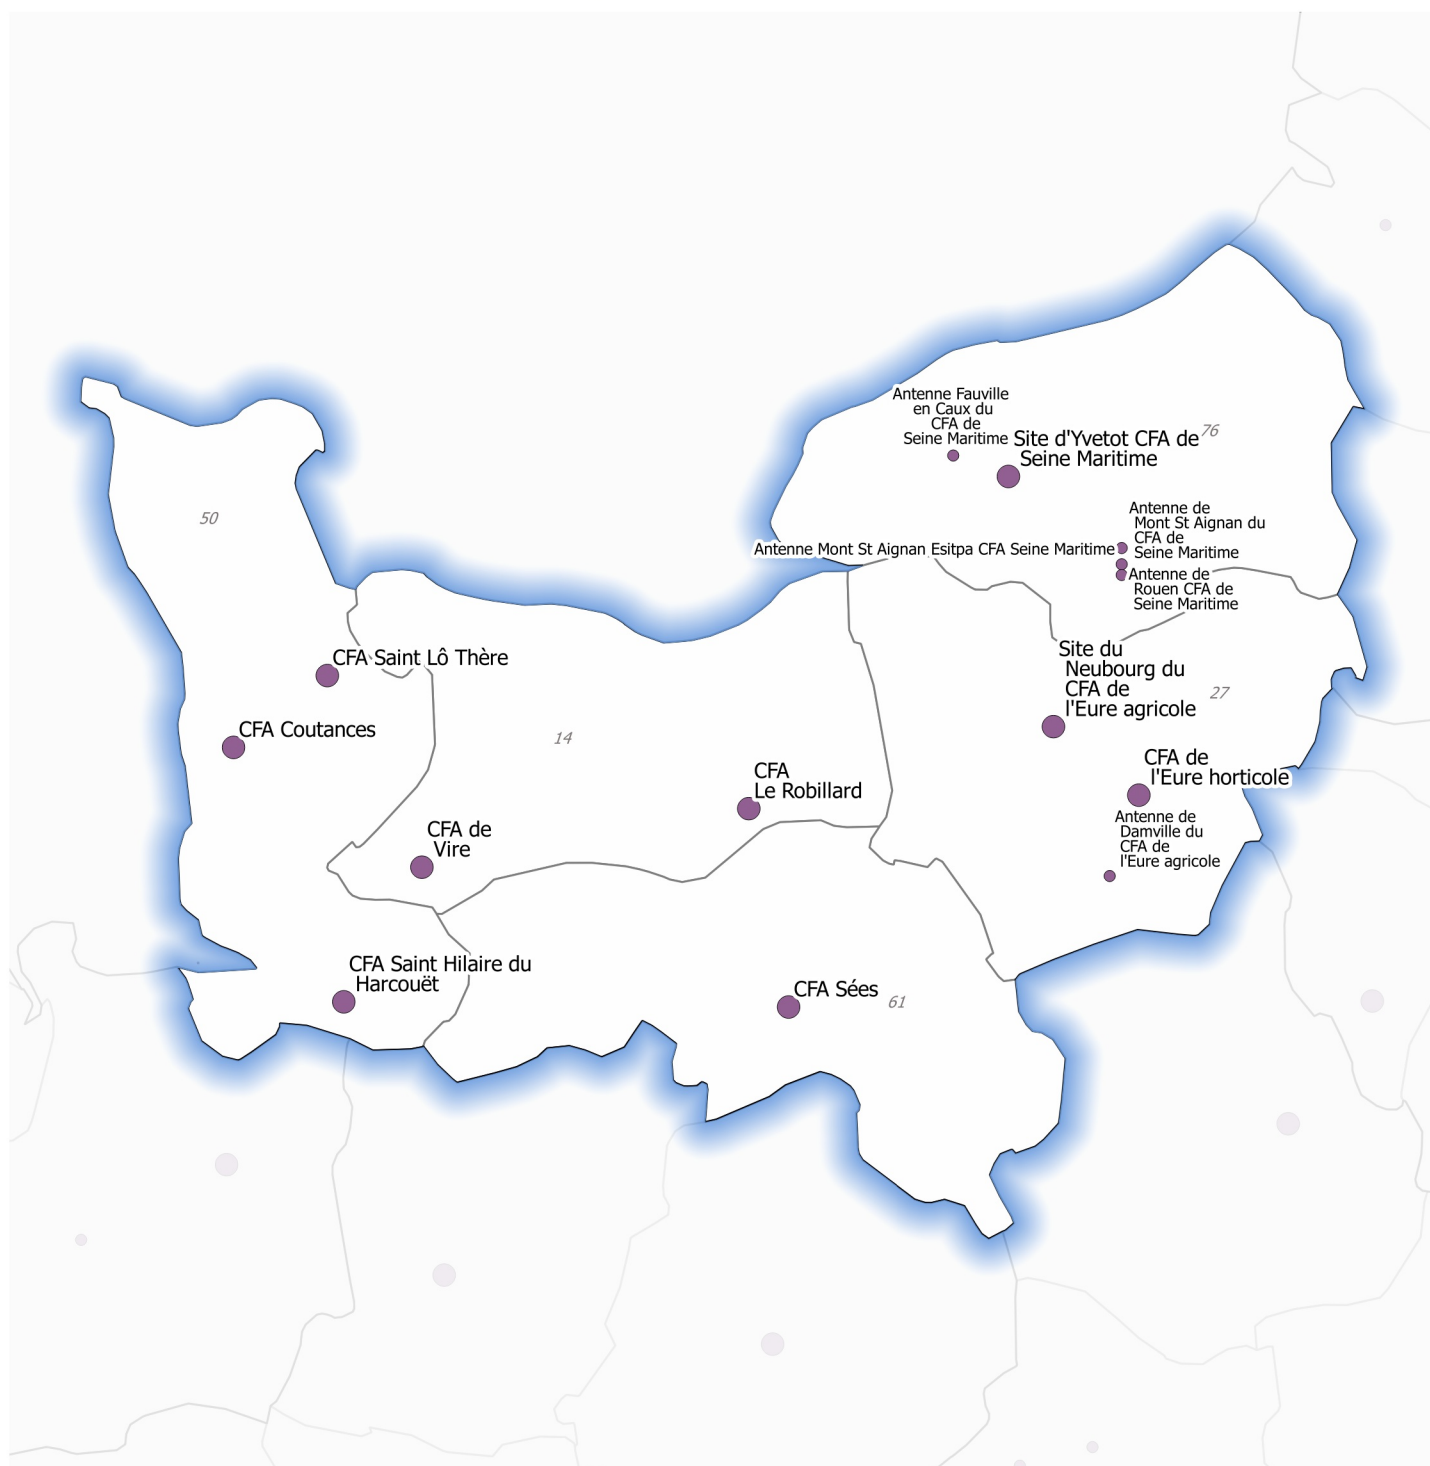 Antenne Fauville
en Caux du
CFA de
Seine Maritime
Site d'Yvetot CFA de
Seine Maritime
76
50
Antenne de
Mont St Aignan du
CFA de
Seine Maritime
Antenne Mont St Aignan Esitpa CFA Seine Maritime
Antenne de
Rouen CFA de
Seine Maritime
CFA Saint Lô Thère
Site du
Neubourg du
CFA de
l'Eure agricole
27
CFA Coutances
14
CFA de
l'Eure horticole
CFA
Le Robillard
Antenne de
Damville du
CFA de
l'Eure agricole
CFA de
Vire
CFA Saint Hilaire du
Harcouët
CFA Sées
61